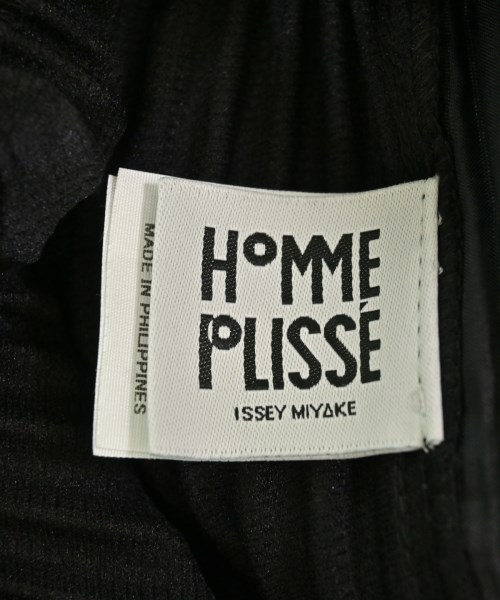 HOMME
PLISSÉ
ISSEY MIYAKE
MADE IN PHILIPPINES